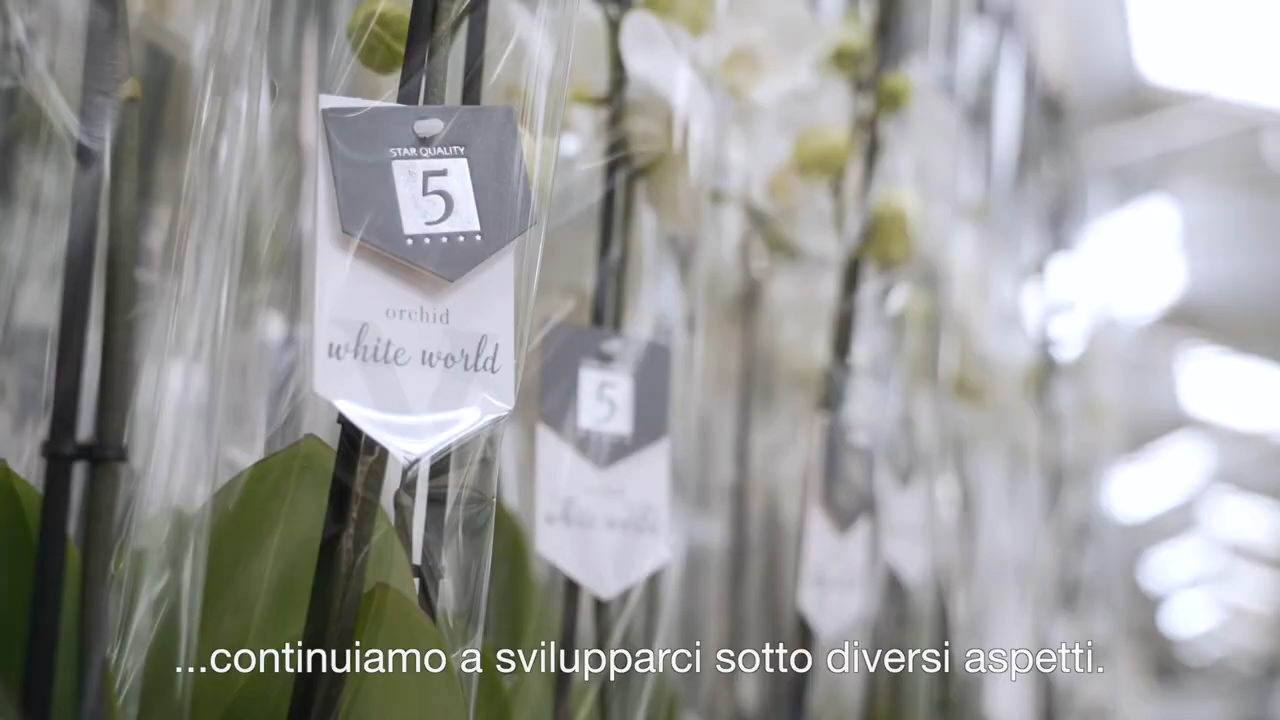 STAR QUALITY
5
orchid
white world
5
...continuiamo a svilupparci sotto diversi aspetti.